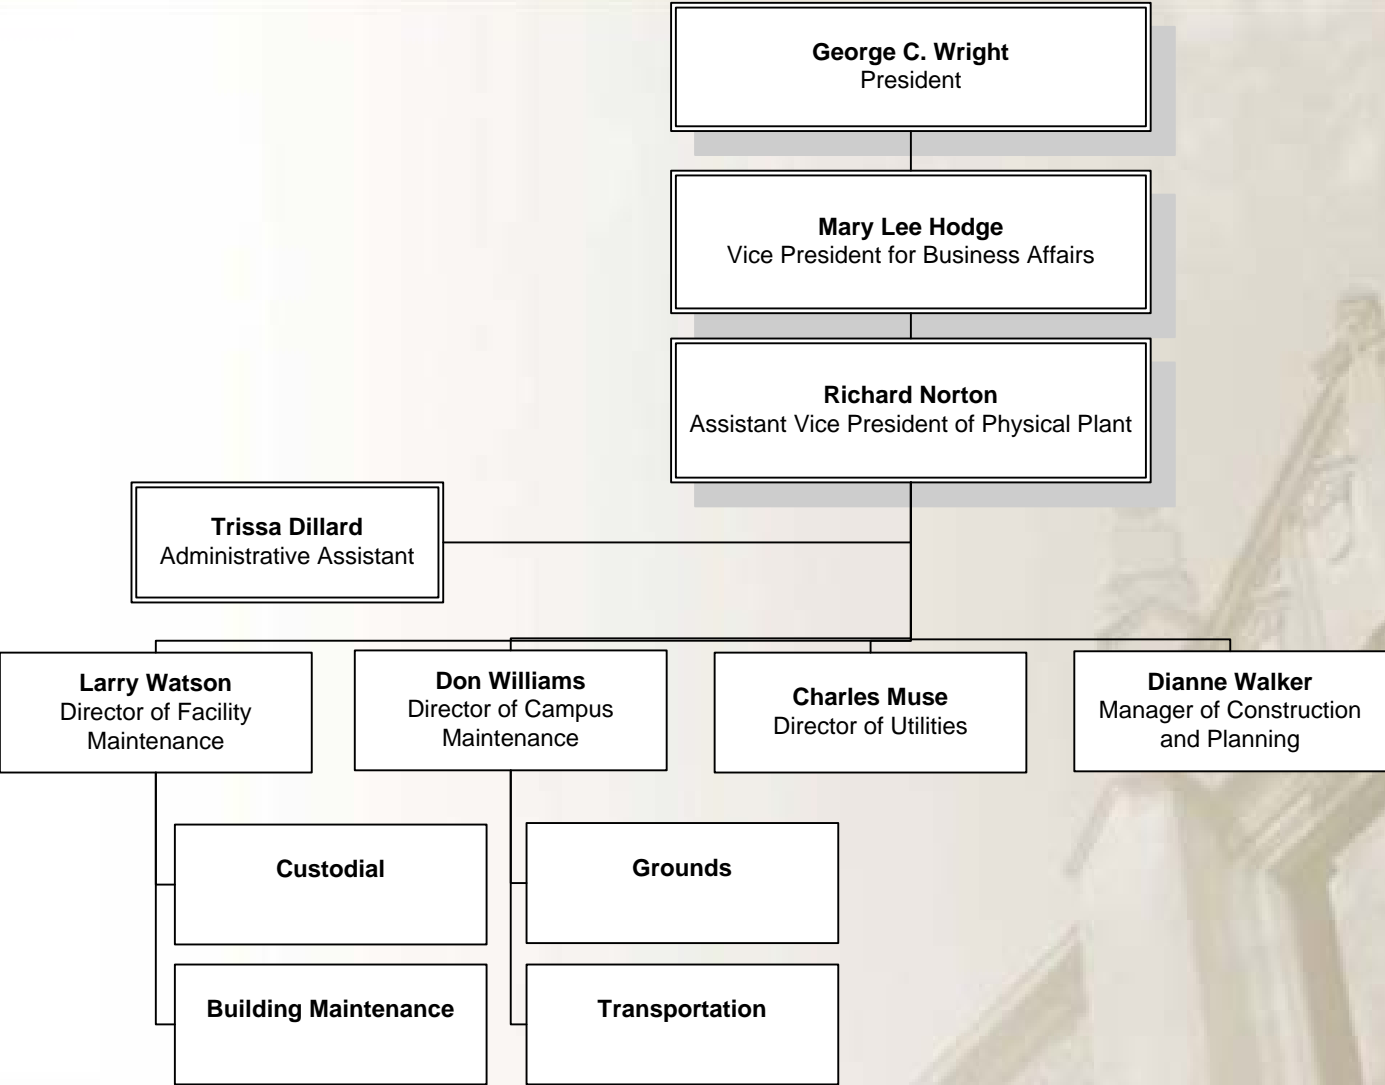 George C. Wright
President
Mary Lee Hodge
Vice President for Business Affairs
Richard Norton
Assistant Vice President of Physical Plant
Trissa Dillard
Administrative Assistant
Larry Watson
Director of Facility
Maintenance
Don Williams
Director of Campus
Maintenance
Charles Muse
Director of Utilities
Dianne Walker
Manager of Construction
and Planning
Custodial
Grounds
Building Maintenance
Transportation